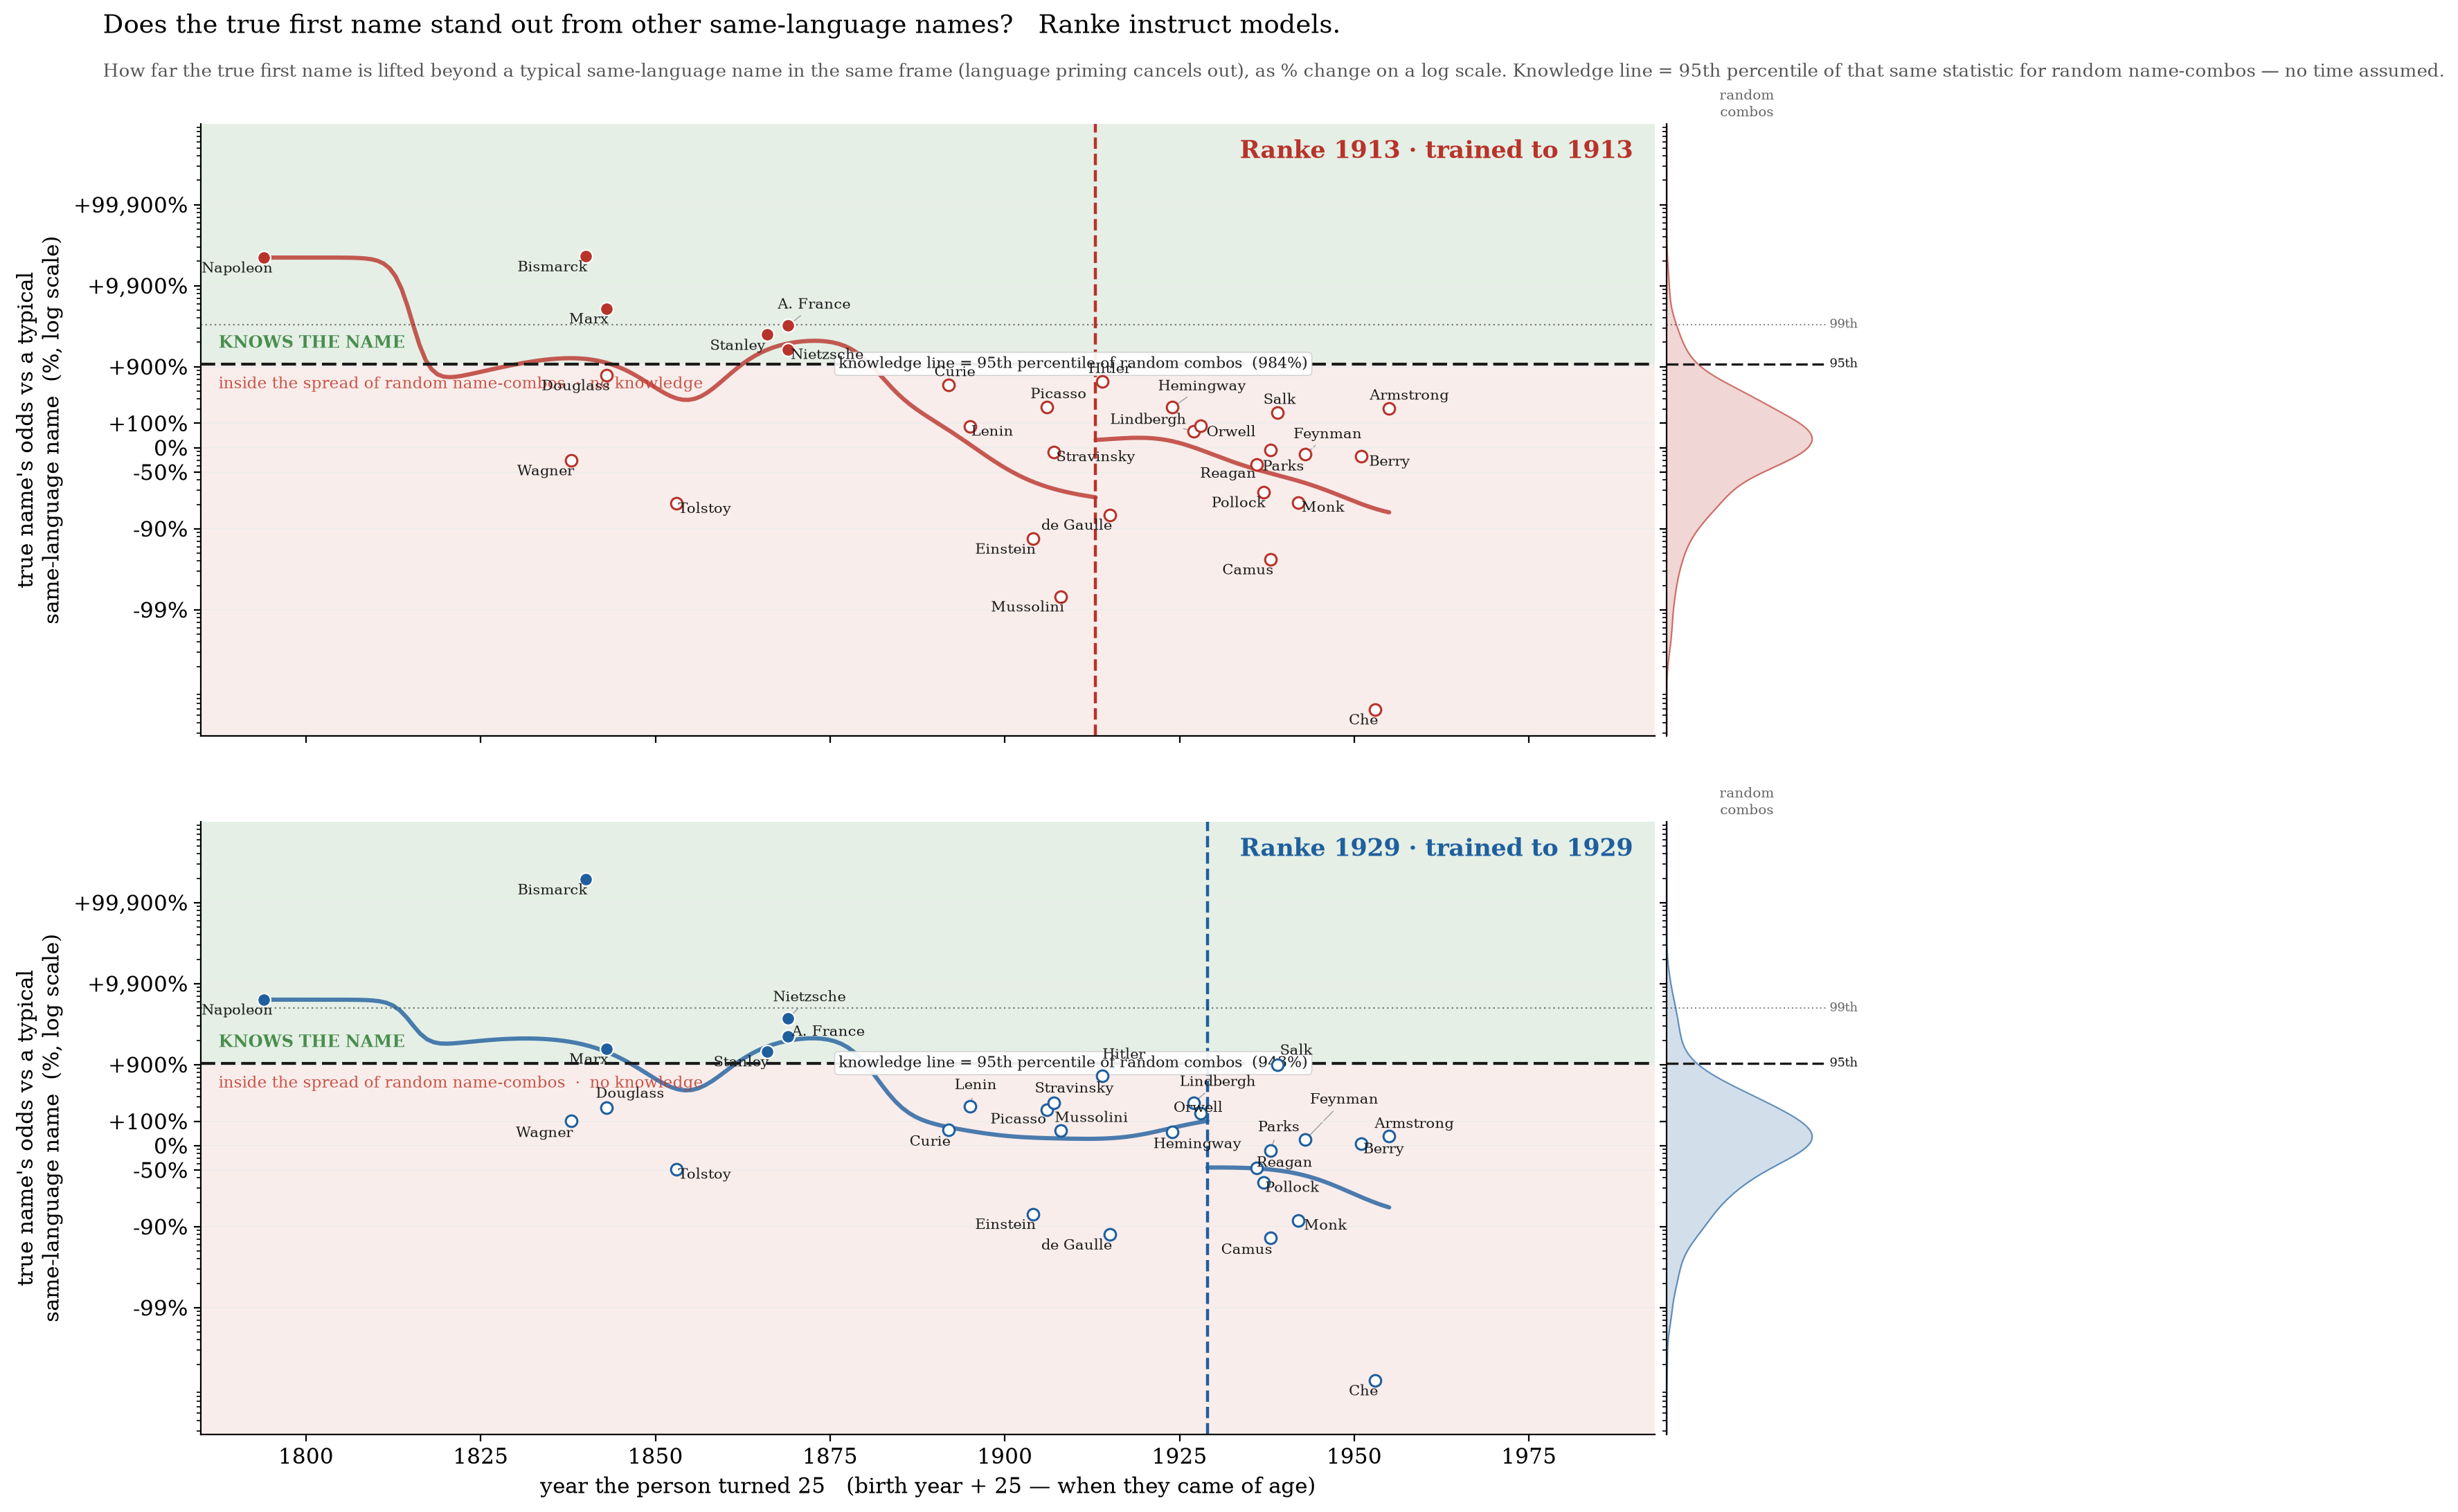 Does the true first name stand out from other same-language names?   Ranke instruct models.
How far the true first name is lifted beyond a typical same-language name in the same frame (language priming cancels out), as % change on a log scale. Knowledge line = 95th percentile of that same statistic for random name-combos — no time assumed.
random
combos
Ranke 1913 · trained to 1913
true name's odds vs a typical
same-language name (%, log scale)
+99,900%
+9,900%
+900%
+100%
0%
-50%
-90%
-99%
Napoleon
Bismarck
Marx
A. France
Stanley
Nietzsche
KNOWS THE NAME
knowledge line = 95th percentile of random combos (984%)
inside the spread of random name-combos · no knowledge
Douglass
Curie
Hitler
Picasso
Hemingway
Salk
Armstrong
Lenin
Lindbergh
Orwell
Feynman
Wagner
Stravinsky
Reagan
Parks
Berry
Tolstoy
Pollock
Monk
de Gaulle
Einstein
Camus
Mussolini
Che
99th
95th
random
combos
Ranke 1929 · trained to 1929
true name's odds vs a typical
same-language name (%, log scale)
+99,900%
+9,900%
+900%
+100%
0%
-50%
-90%
-99%
Bismarck
Napoleon
Nietzsche
A. France
KNOWS THE NAME
Marx
Stanley
Hitler
Salk
knowledge line = 95th percentile of random combos
inside the spread of random name-combos · no knowledge
Douglass
Lenin
Stravinsky
Lindbergh
Orwell
Feynman
Wagner
Picasso
Mussolini
Parks
Armstrong
Curie
Hemingway
Berry
Tolstoy
Reagan
Pollock
Einstein
de Gaulle
Monk
Camus
Che
99th
95th
1800
1825
1850
1875
1900
1925
1950
1975
year the person turned 25   (birth year + 25 — when they came of age)